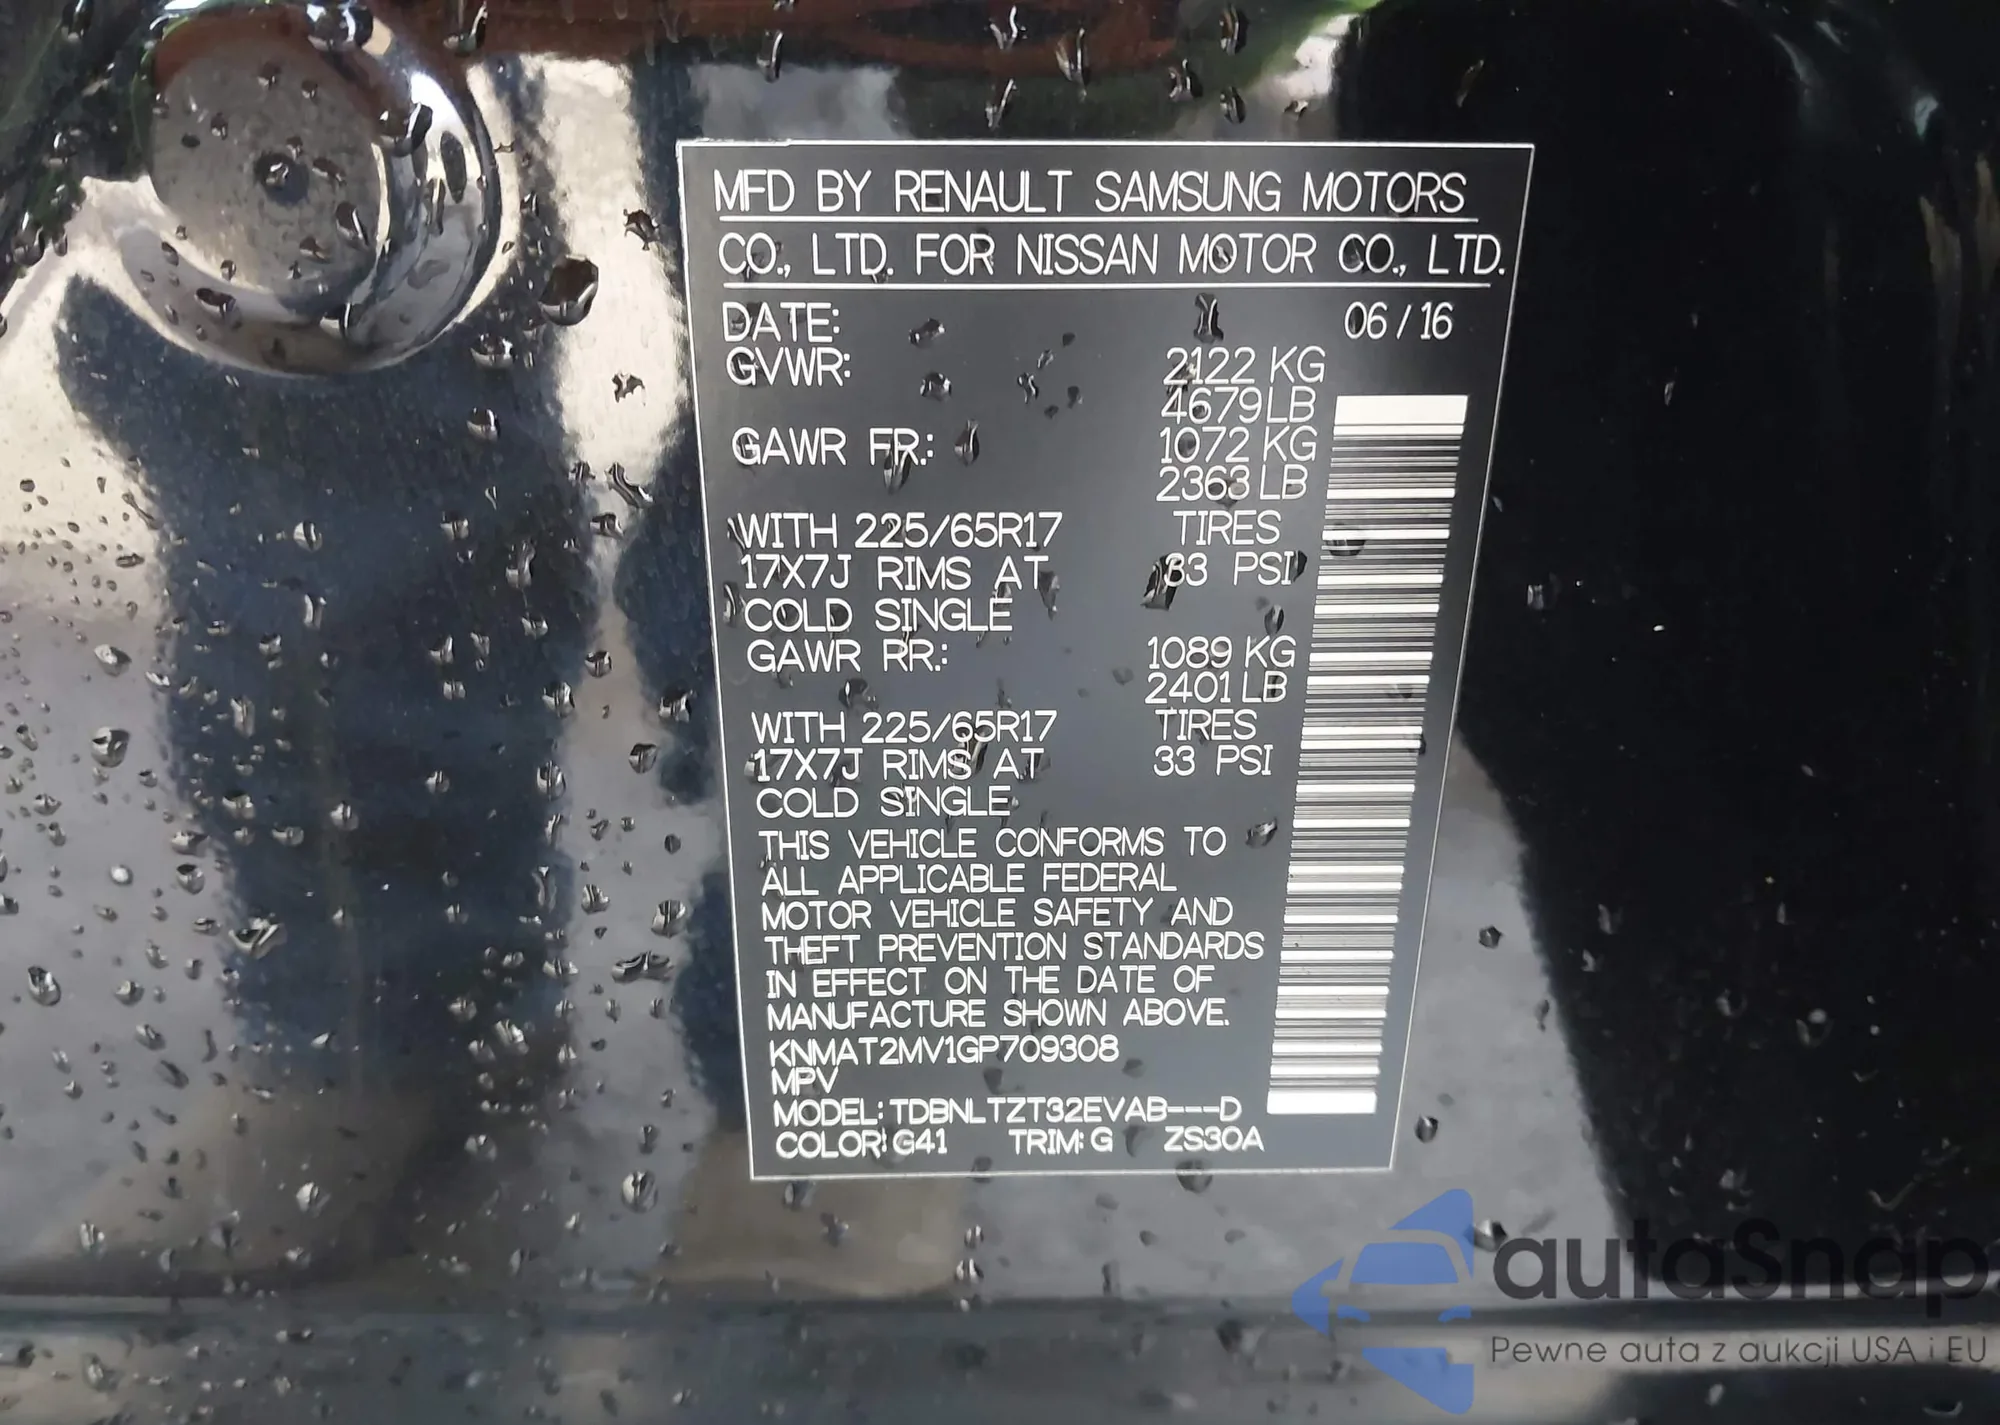 MFD BY RENAULT SAMSUNG MOTORS
CO., LTD. FOR NISSAN MOTOR CO., LTD.
DATE: 06 / 16
GVWR: 2122 KG
4679 LB
GAWR FR.: 1072 KG
2363 LB
WITH 225/65R17 TIRES
17X7J RIMS AT 33 PSI
COLD SINGLE
GAWR RR.: 1089 KG
2401 LB
WITH 225/65R17 TIRES
17X7J RIMS AT 33 PSI
COLD SINGLE
THIS VEHICLE CONFORMS TO
ALL APPLICABLE FEDERAL
MOTOR VEHICLE SAFETY AND
THEFT PREVENTION STANDARDS
IN EFFECT ON THE DATE OF
MANUFACTURE SHOWN ABOVE.
KNMAT2MV1GP709308
MPV
MODEL: TDBNLTZT32EVAB---D
COLOR: G41 TRIM: G ZS30A
autaSnap
Pewne auta z aukcji USA i EU